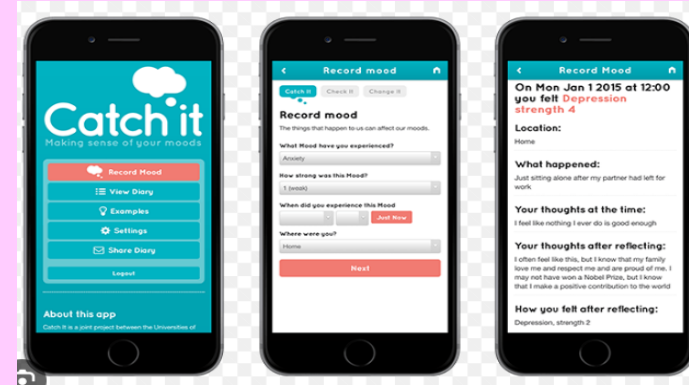 Catch it
Making sense of your moods
Record Mood
View Diary
Examples
Settings
Share Diary
Logout
About this app
Catch It is a joint project between the Universities of
Record mood
Catch It
Check It
Change It
Record mood
The things that happen to us can affect our moods.
What Mood have you experienced?
Anxiety
How strong was this Mood?
1 (weak)
When did you experience this Mood
Just Now
Where were you?
Home
Next
Record Mood
On Mon Jan 1 2015 at 12:00
you felt Depression
strength 4
Location:
Home
What happened:
Just sitting alone after my partner had left for
work
Your thoughts at the time:
I feel like nothing I ever do is good enough
Your thoughts after reflecting:
I often feel like this, but I know that my family
love me and respect me and are proud of me. I
may not have won a Nobel Prize, but I know
that I make a positive contribution to the world
How you felt after reflecting:
Depression, strength 2